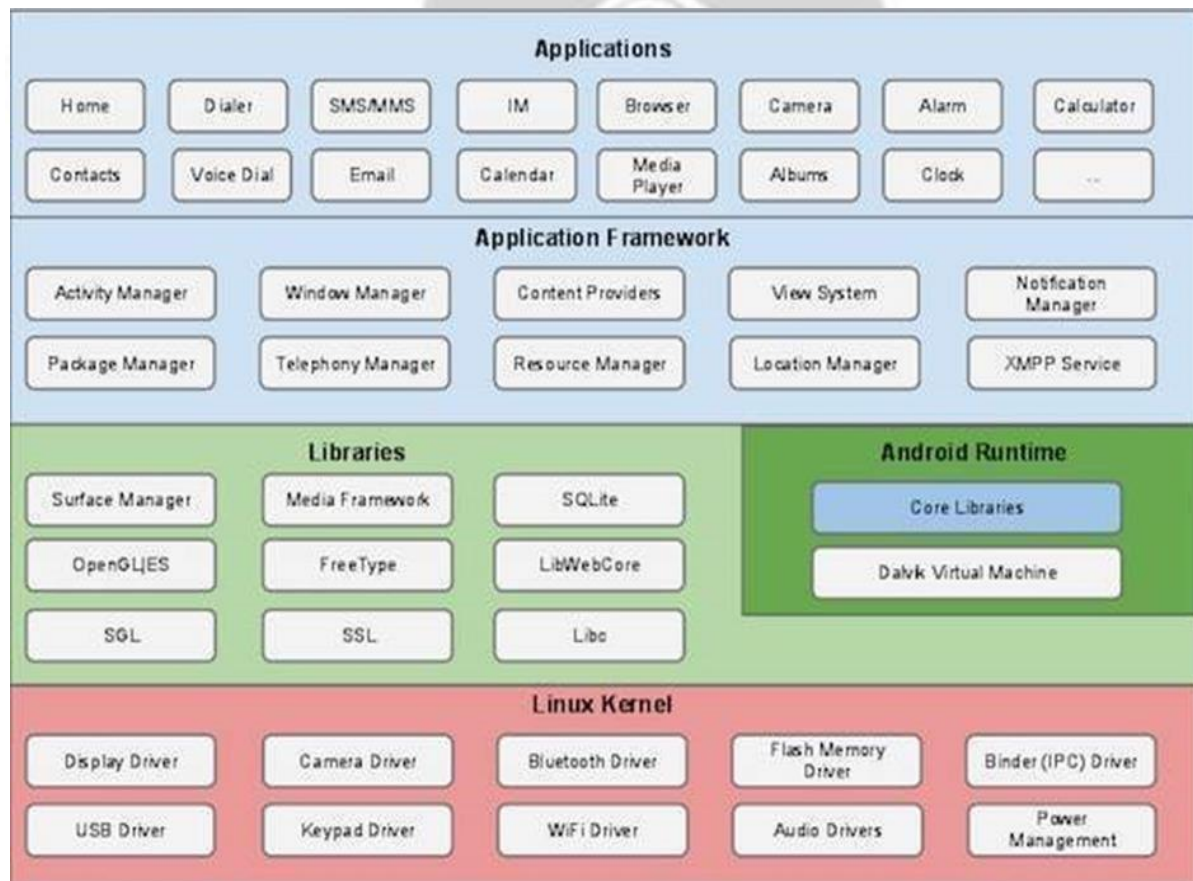 Applications
Home
Dialer
SMS/MMS
IM
Browser
Camera
Alarm
Calculator
Contacts
Voice Dial
Email
Calendar
Media
Player
Albums
Clock
...
Application Framework
Activity Manager
Window Manager
Content Providers
View System
Notification
Manager
Package Manager
Telephony Manager
Resource Manager
Location Manager
XMPP Service
Libraries
Surface Manager
Media Framework
SQLite
OpenGL|ES
FreeType
LibWebCore
SGL
SSL
Libc
Android Runtime
Core Libraries
Dalvik Virtual Machine
Linux Kernel
Display Driver
Camera Driver
Bluetooth Driver
Flash Memory
Driver
Binder (IPC) Driver
USB Driver
Keypad Driver
WiFi Driver
Audio Drivers
Power
Management